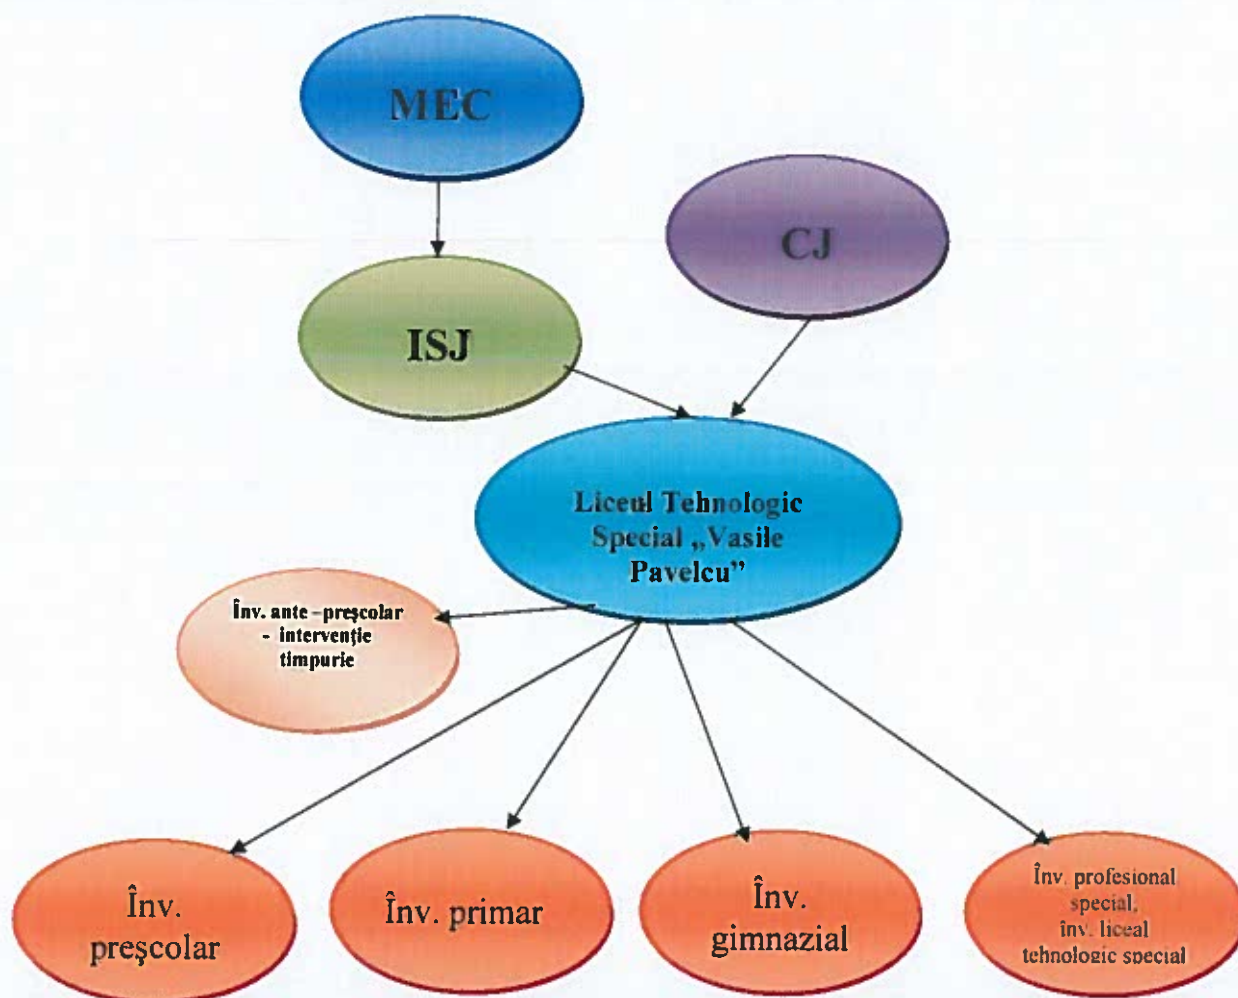 MEC
CJ
ISJ
Liceul Tehnologic
Special „Vasile
Pavelcu”
Înv. ante –preşcolar
- intervenţie
timpurie
Înv.
preşcolar
Înv. primar
Înv.
gimnazial
Înv. profesional
special,
înv. liceal
tehnologic special